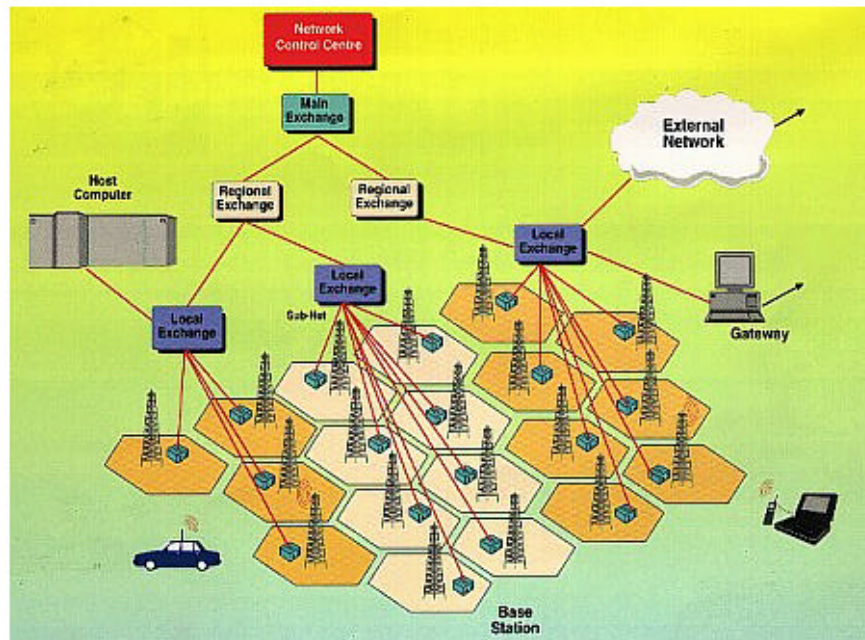 Network
Control Centre
Main
Exchange
External
Network
Host
Computer
Regional
Exchange
Regional
Exchange
Local
Exchange
Local
Exchange
Sub-Net
Local
Exchange
Gateway
Base
Station